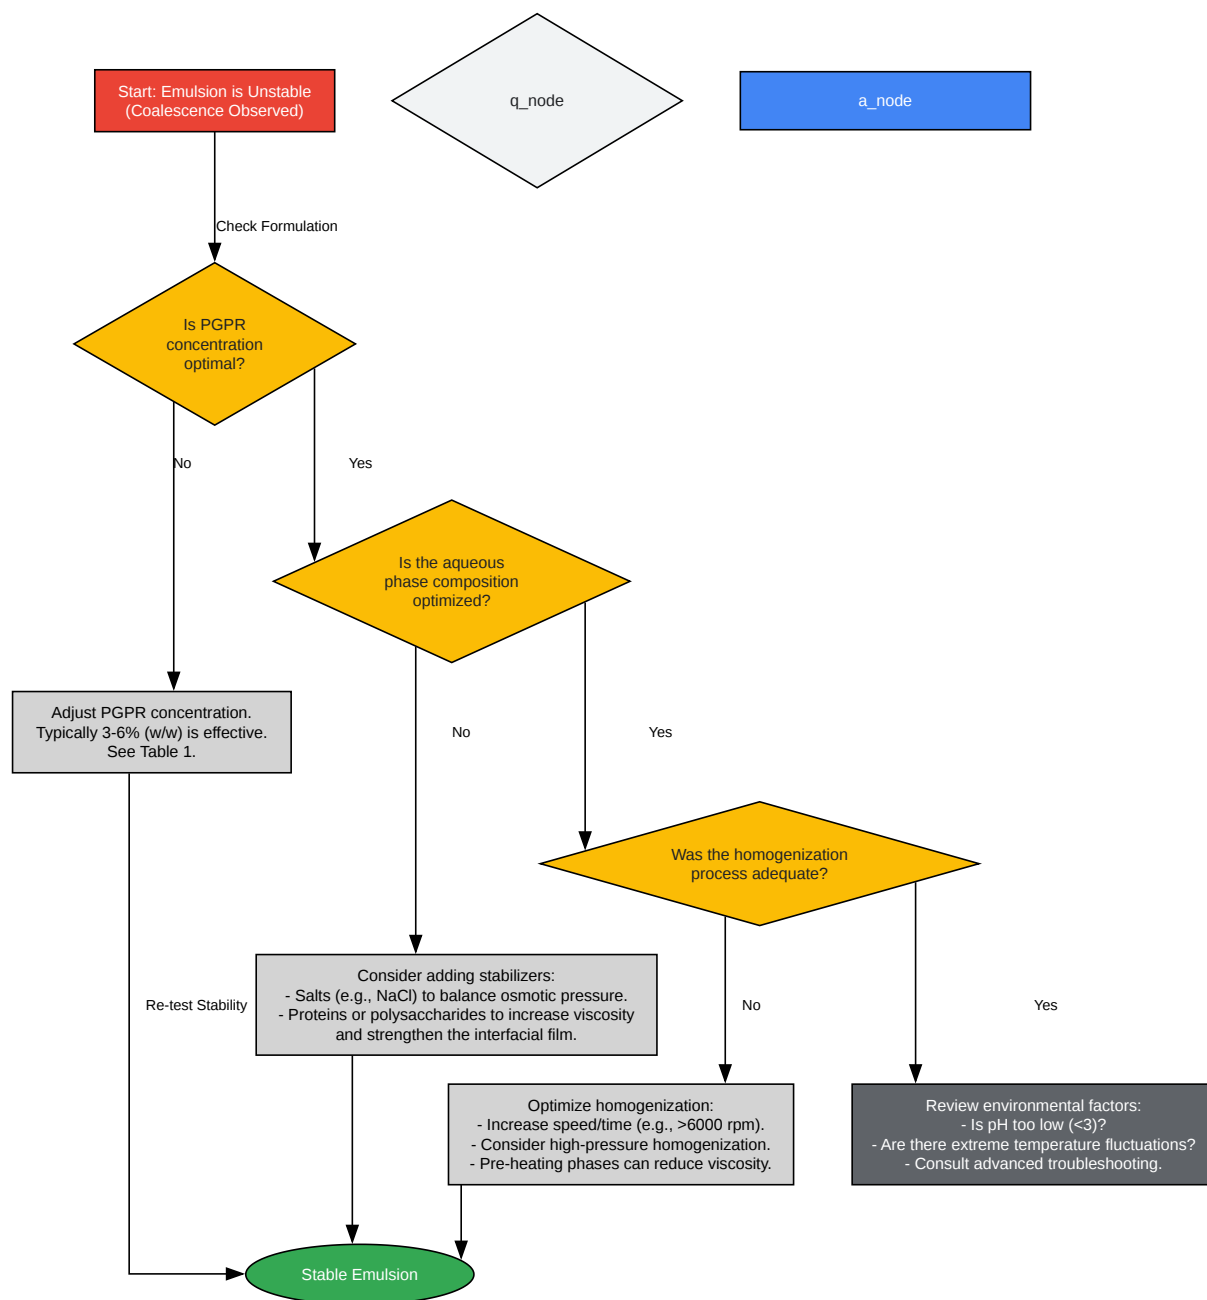 Start: Emulsion is Unstable
(Coalescence Observed)
q_node
a_node
Check Formulation
Is PGPR
concentration
optimal?
No
Yes
Is the aqueous
phase composition
optimized?
Adjust PGPR concentration.
Typically 3-6% (w/w) is effective.
See Table 1.
No
Yes
Was the homogenization
process adequate?
Re-test Stability
Consider adding stabilizers:
- Salts (e.g., NaCl) to balance osmotic pressure.
- Proteins or polysaccharides to increase viscosity
and strengthen the interfacial film.
No
Yes
Optimize homogenization:
- Increase speed/time (e.g., >6000 rpm).
- Consider high-pressure homogenization.
- Pre-heating phases can reduce viscosity.
Review environmental factors:
- Is pH too low (<3)?
- Are there extreme temperature fluctuations?
- Consult advanced troubleshooting.
Stable Emulsion